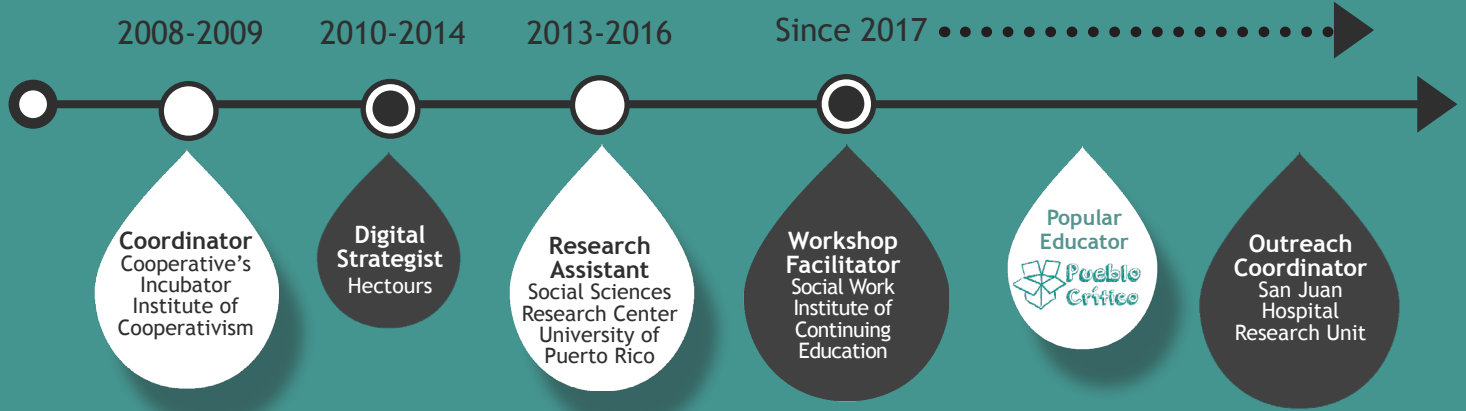 2008-2009
2010-2014
2013-2016
Since 2017
Coordinator
Cooperative's
Incubator
Institute of
Cooperativism
Digital
Strategist
Hectours
Research
Assistant
Social Sciences
Research Center
University of
Puerto Rico
Workshop
Facilitator
Social Work
Institute of
Continuing
Education
Popular
Educator
Pueblo
Crítico
Outreach
Coordinator
San Juan
Hospital
Research Unit